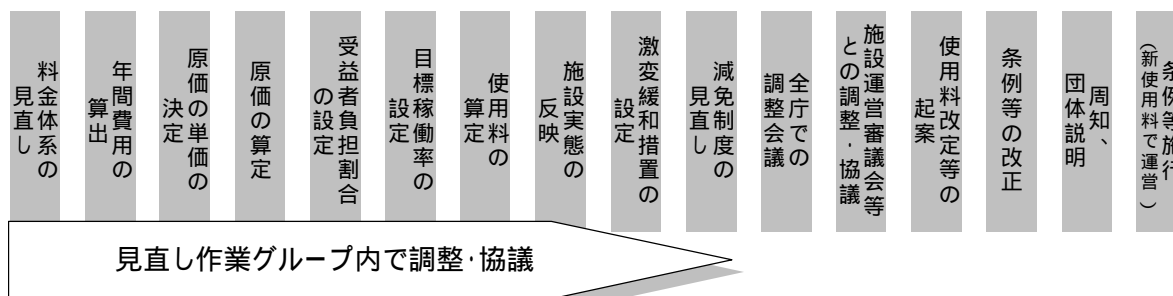 料金体系の
見直し
年間費用の
算出
原価の単価の
決定
原価の算定
受益者負担割合
の設定
目標稼働率の
設定
使用料の
算定
施設実態の
反映
激変緩和措置の
設定
減免制度の
見直し
全庁での
調整会議
施設運営審議会等
との調整・協議
使用料改定等の
起案
条例等の改正
周知、
団体説明
条例等施行
(新使用料で運営)
見直し作業グループ内で調整・協議